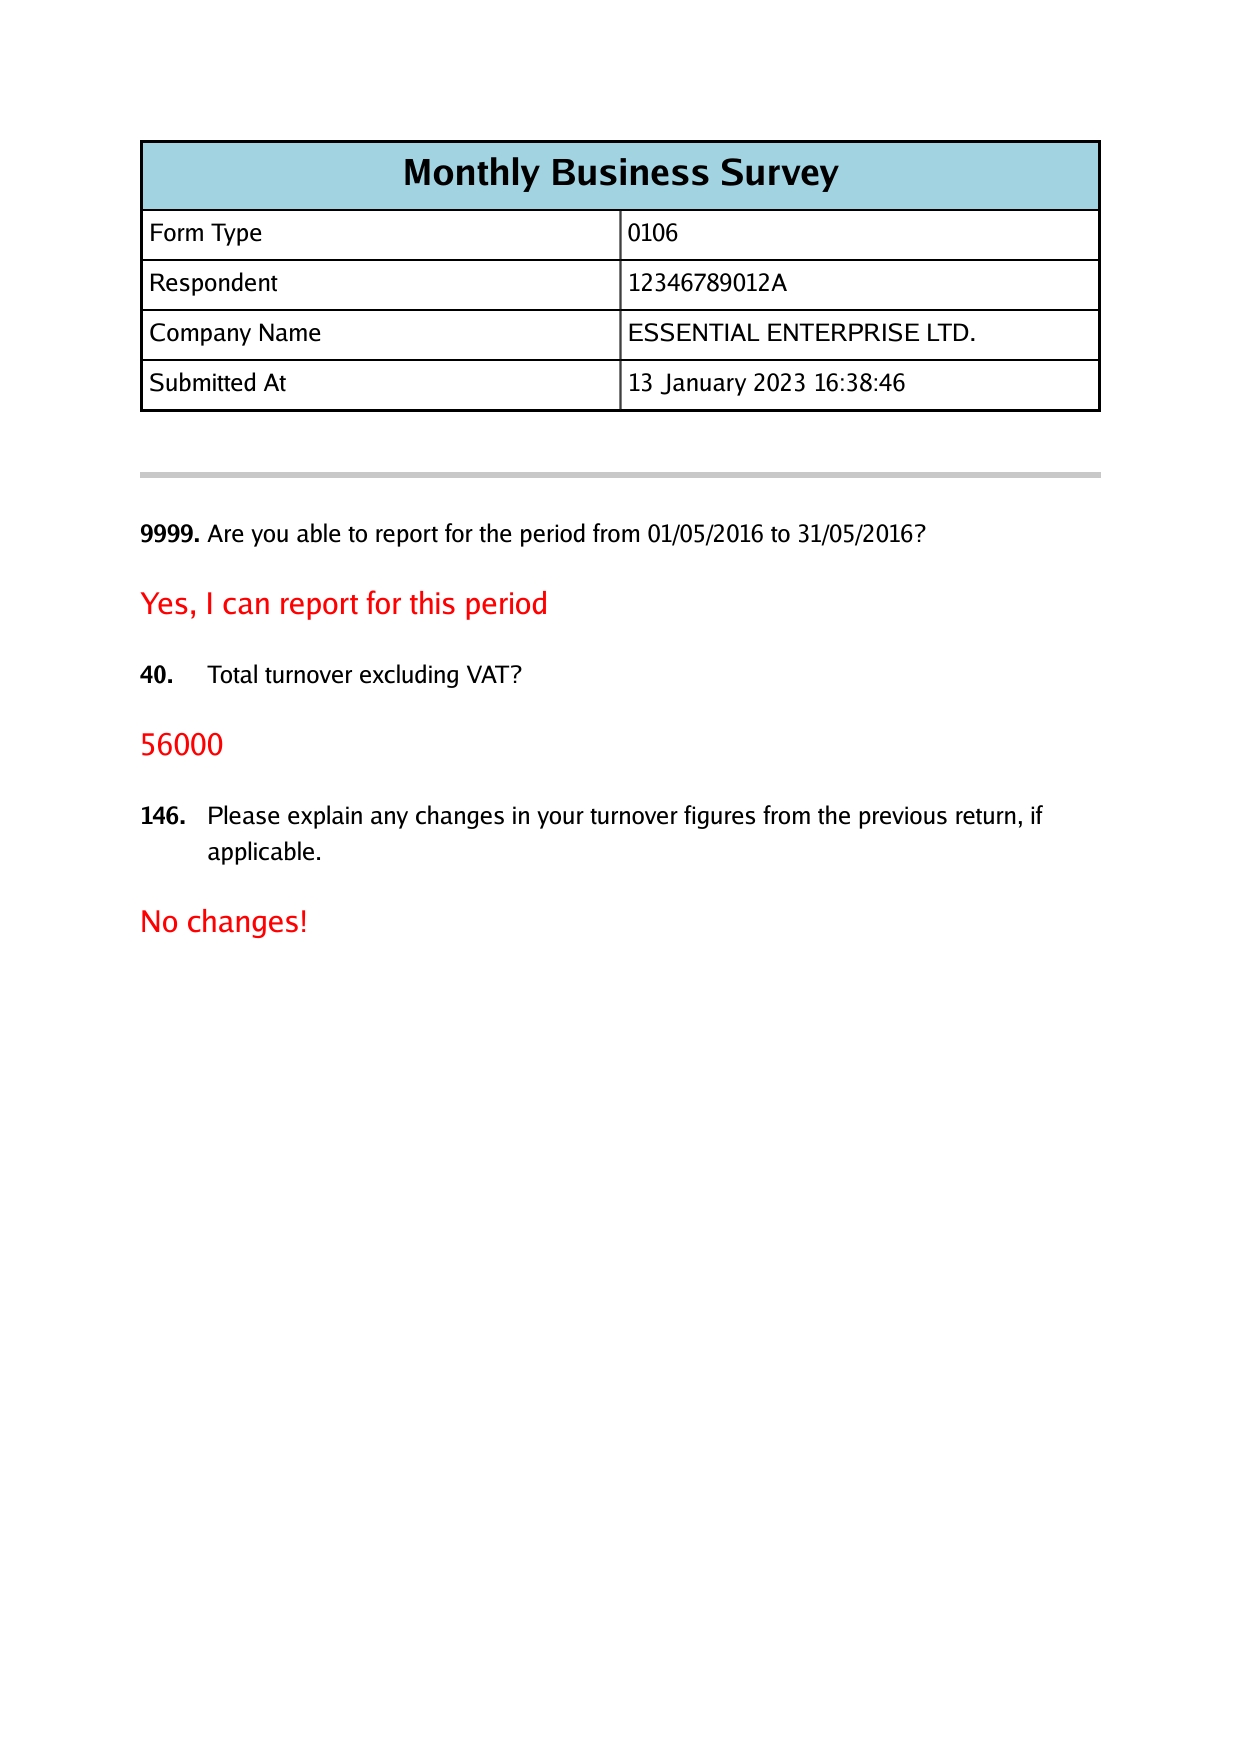 Monthly Business Survey
Form Type 0106
Respondent 12346789012A
Company Name ESSENTIAL ENTERPRISE LTD.
Submitted At 13 January 2023 16:38:46
9999. Are you able to report for the period from 01/05/2016 to 31/05/2016?
Yes, I can report for this period
40. Total turnover excluding VAT?
56000
146. Please explain any changes in your turnover figures from the previous return, if
applicable.
No changes!